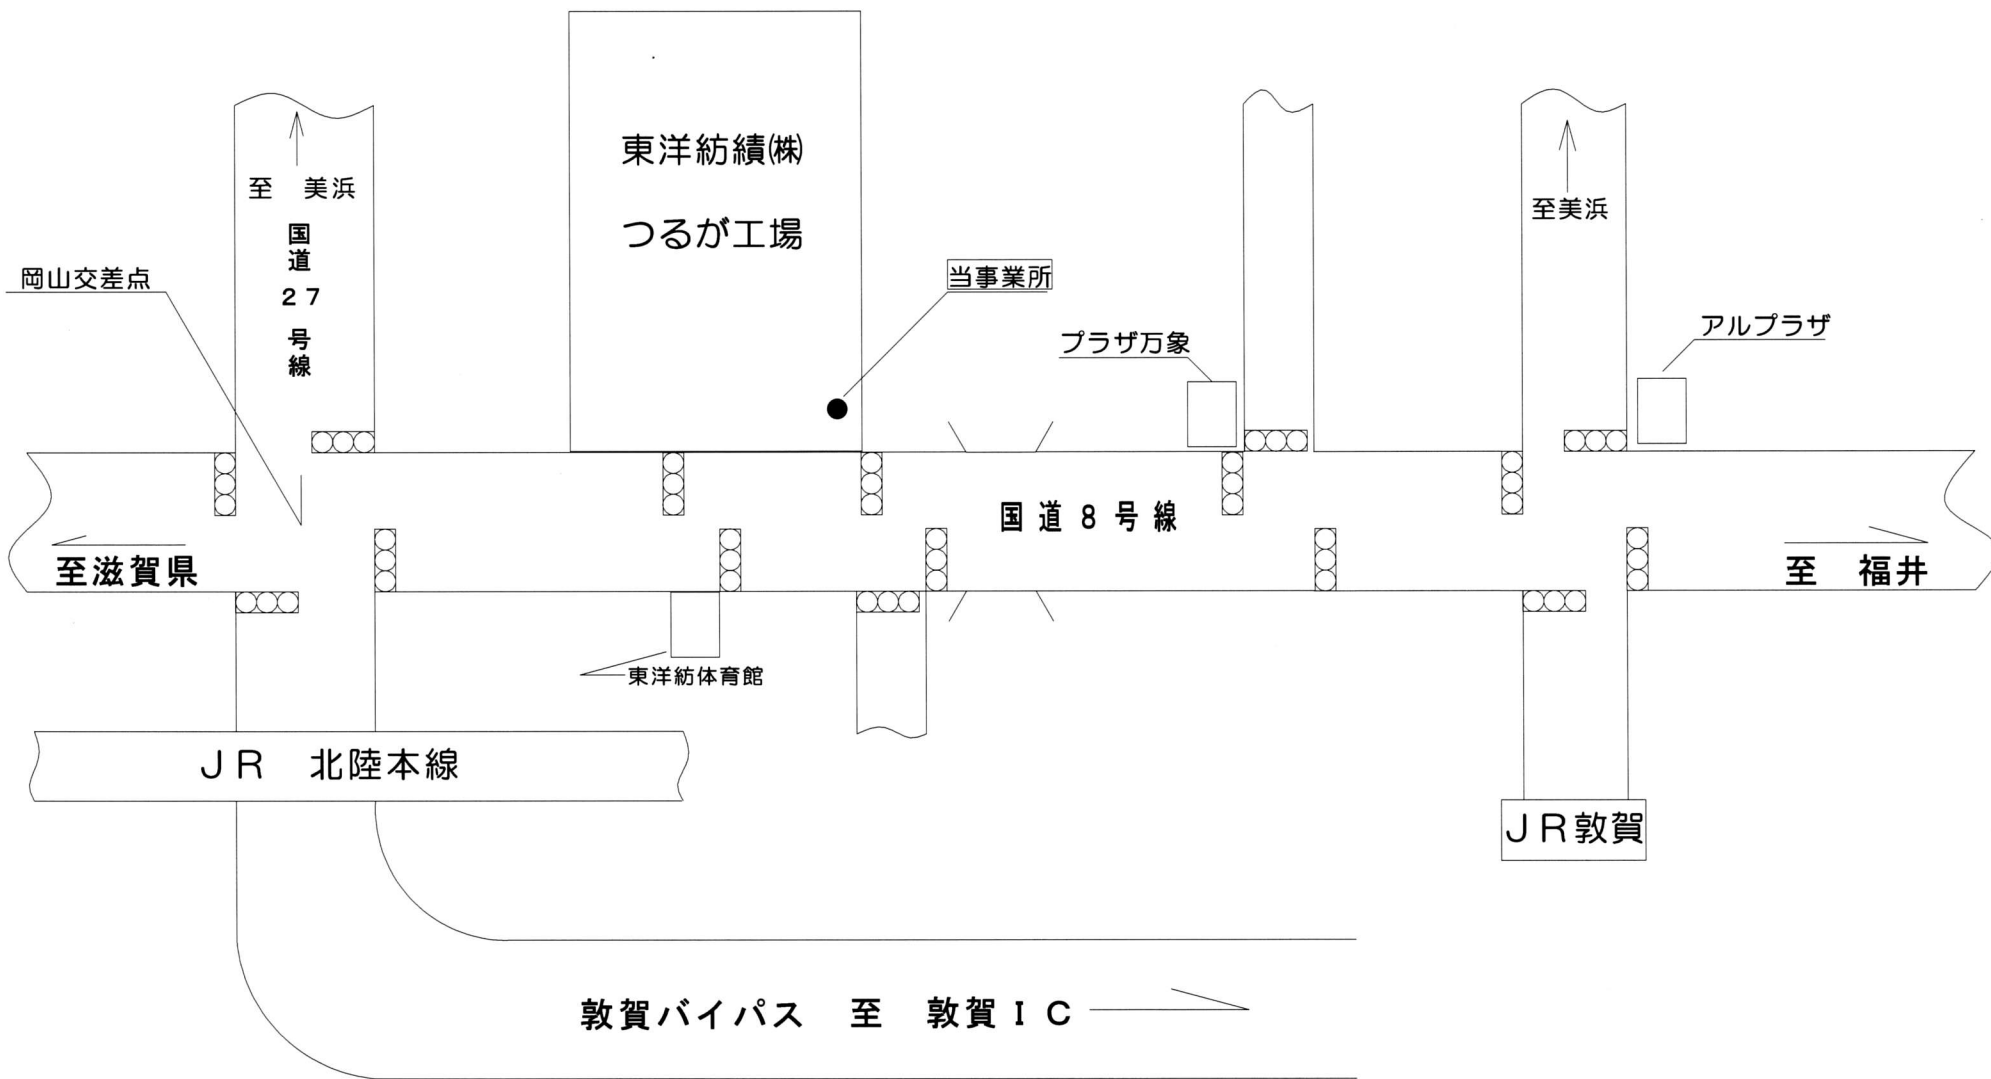 東洋紡績㈱
つるが工場
至　美浜
国道27号線
岡山交差点
当事業所
プラザ万象
至美浜
アルプラザ
国道8号線
至滋賀県
至　福井
東洋紡体育館
JR　北陸本線
JR敦賀
敦賀バイパス　至　敦賀IC